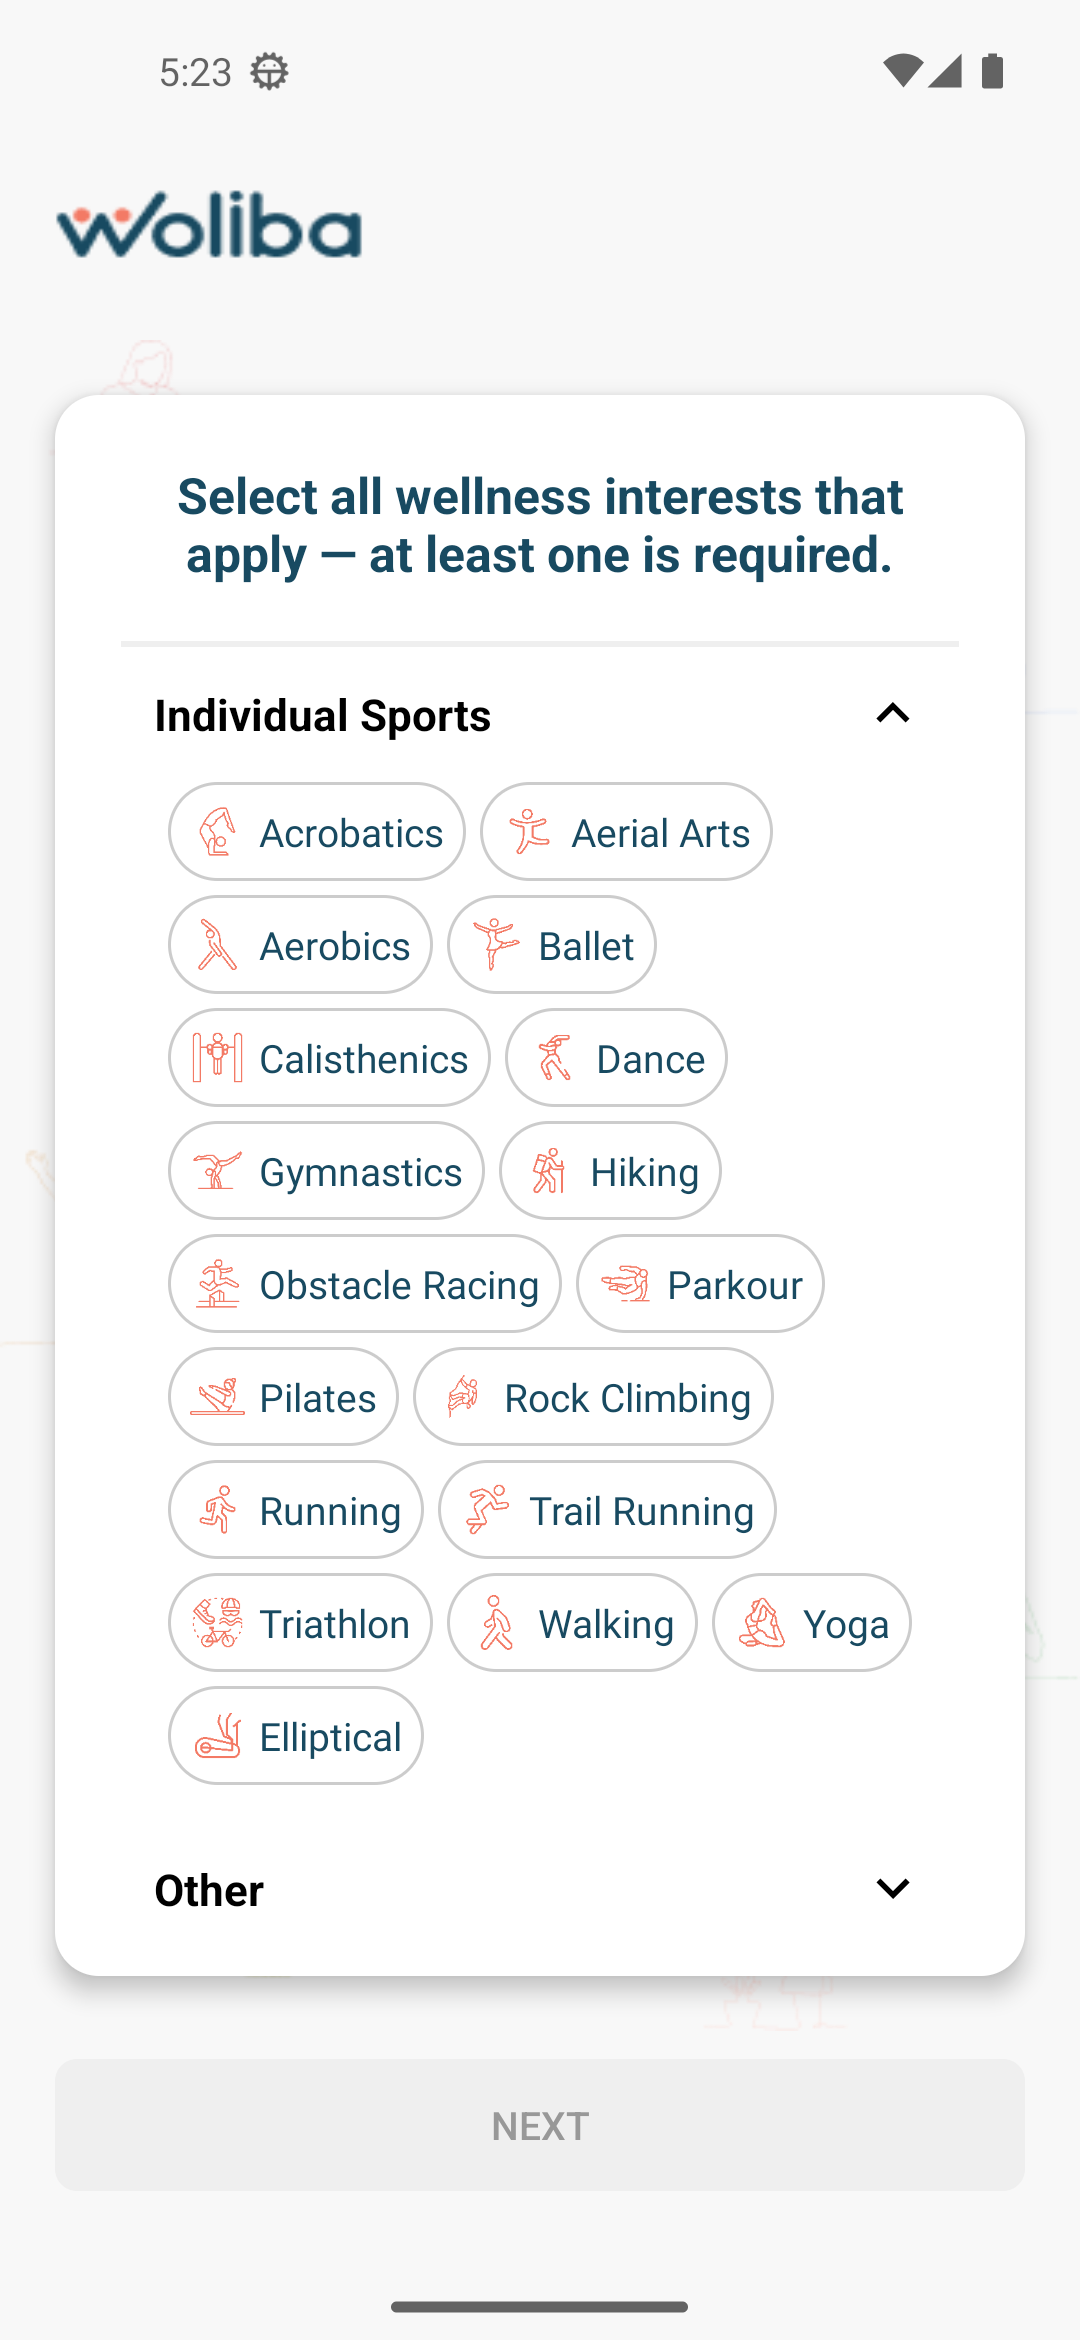 5:23
woliba
Select all wellness interests that
apply — at least one is required.
Individual Sports
Acrobatics
Aerial Arts
Aerobics
Ballet
Calisthenics
Dance
Gymnastics
Hiking
Obstacle Racing
Parkour
Pilates
Rock Climbing
Running
Trail Running
Triathlon
Walking
Yoga
Elliptical
Other
NEXT